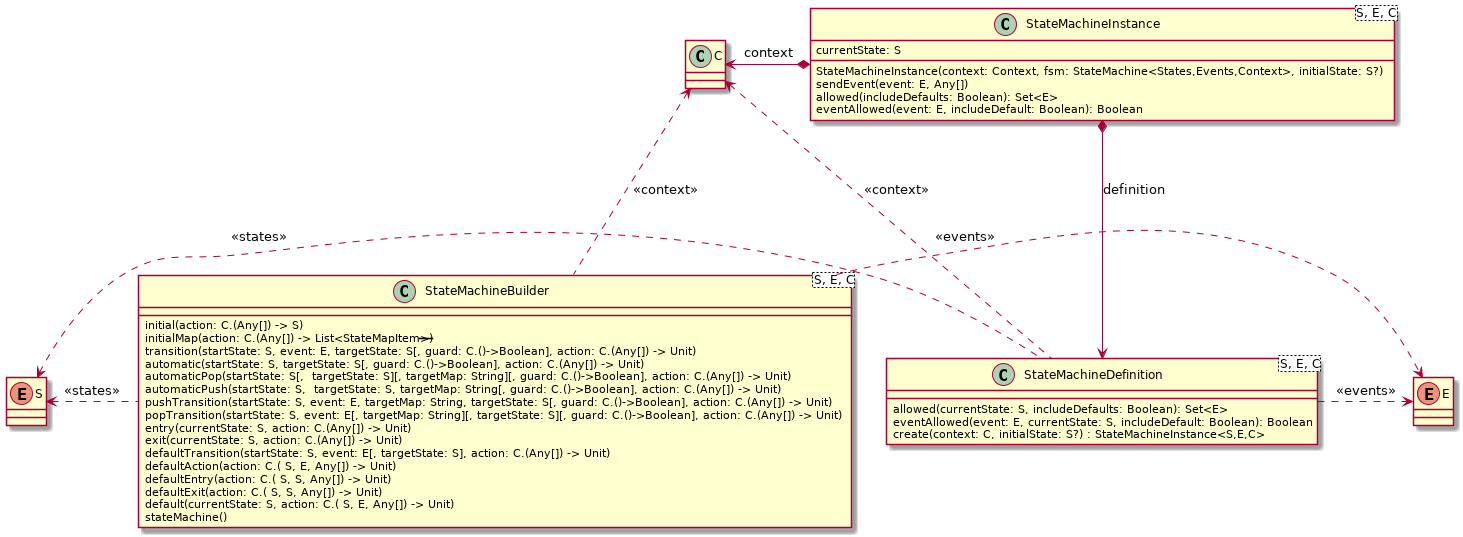 S, E, C
C StateMachineInstance
currentState: S
StateMachineInstance(context: Context, fsm: StateMachine<States,Events,Context>, initialState: S?)
sendEvent(event: E, Any[])
allowed(includeDefaults: Boolean): Set<E>
eventAllowed(event: E, includeDefault: Boolean): Boolean
C C
context
«context»
«context»
definition
«states»
«events»
S, E, C
C StateMachineBuilder
initial(action: C.(Any[]) -> S)
initialMap(action: C.(Any[]) -> List<StateMapItem>>)
transition(startState: S, event: E, targetState: S[, guard: C.()->Boolean], action: C.(Any[]) -> Unit)
automatic(startState: S, targetState: S[, guard: C.()->Boolean], action: C.(Any[]) -> Unit)
automaticPop(startState: S[,  targetState: S][, targetMap: String][, guard: C.()->Boolean], action: C.(Any[]) -> Unit)
automaticPush(startState: S,  targetState: S, targetMap: String[, guard: C.()->Boolean], action: C.(Any[]) -> Unit)
pushTransition(startState: S, event: E, targetMap: String, targetState: S[, guard: C.()->Boolean], action: C.(Any[]) -> Unit)
popTransition(startState: S, event: E[, targetMap: String][, targetState: S][, guard: C.()->Boolean], action: C.(Any[]) -> Unit)
entry(currentState: S, action: C.(Any[]) -> Unit)
exit(currentState: S, action: C.(Any[]) -> Unit)
defaultTransition(startState: S, event: E[, targetState: S], action: C.(Any[]) -> Unit)
defaultAction(action: C.( S, E, Any[]) -> Unit)
defaultEntry(action: C.( S, S, Any[]) -> Unit)
defaultExit(action: C.( S, S, Any[]) -> Unit)
default(currentState: S, action: C.( S, E, Any[]) -> Unit)
stateMachine()
S, E, C
C StateMachineDefinition
allowed(currentState: S, includeDefaults: Boolean): Set<E>
eventAllowed(event: E, currentState: S, includeDefault: Boolean): Boolean
create(context: C, initialState: S?) : StateMachineInstance<S,E,C>
E S
«states»
«events»
E E